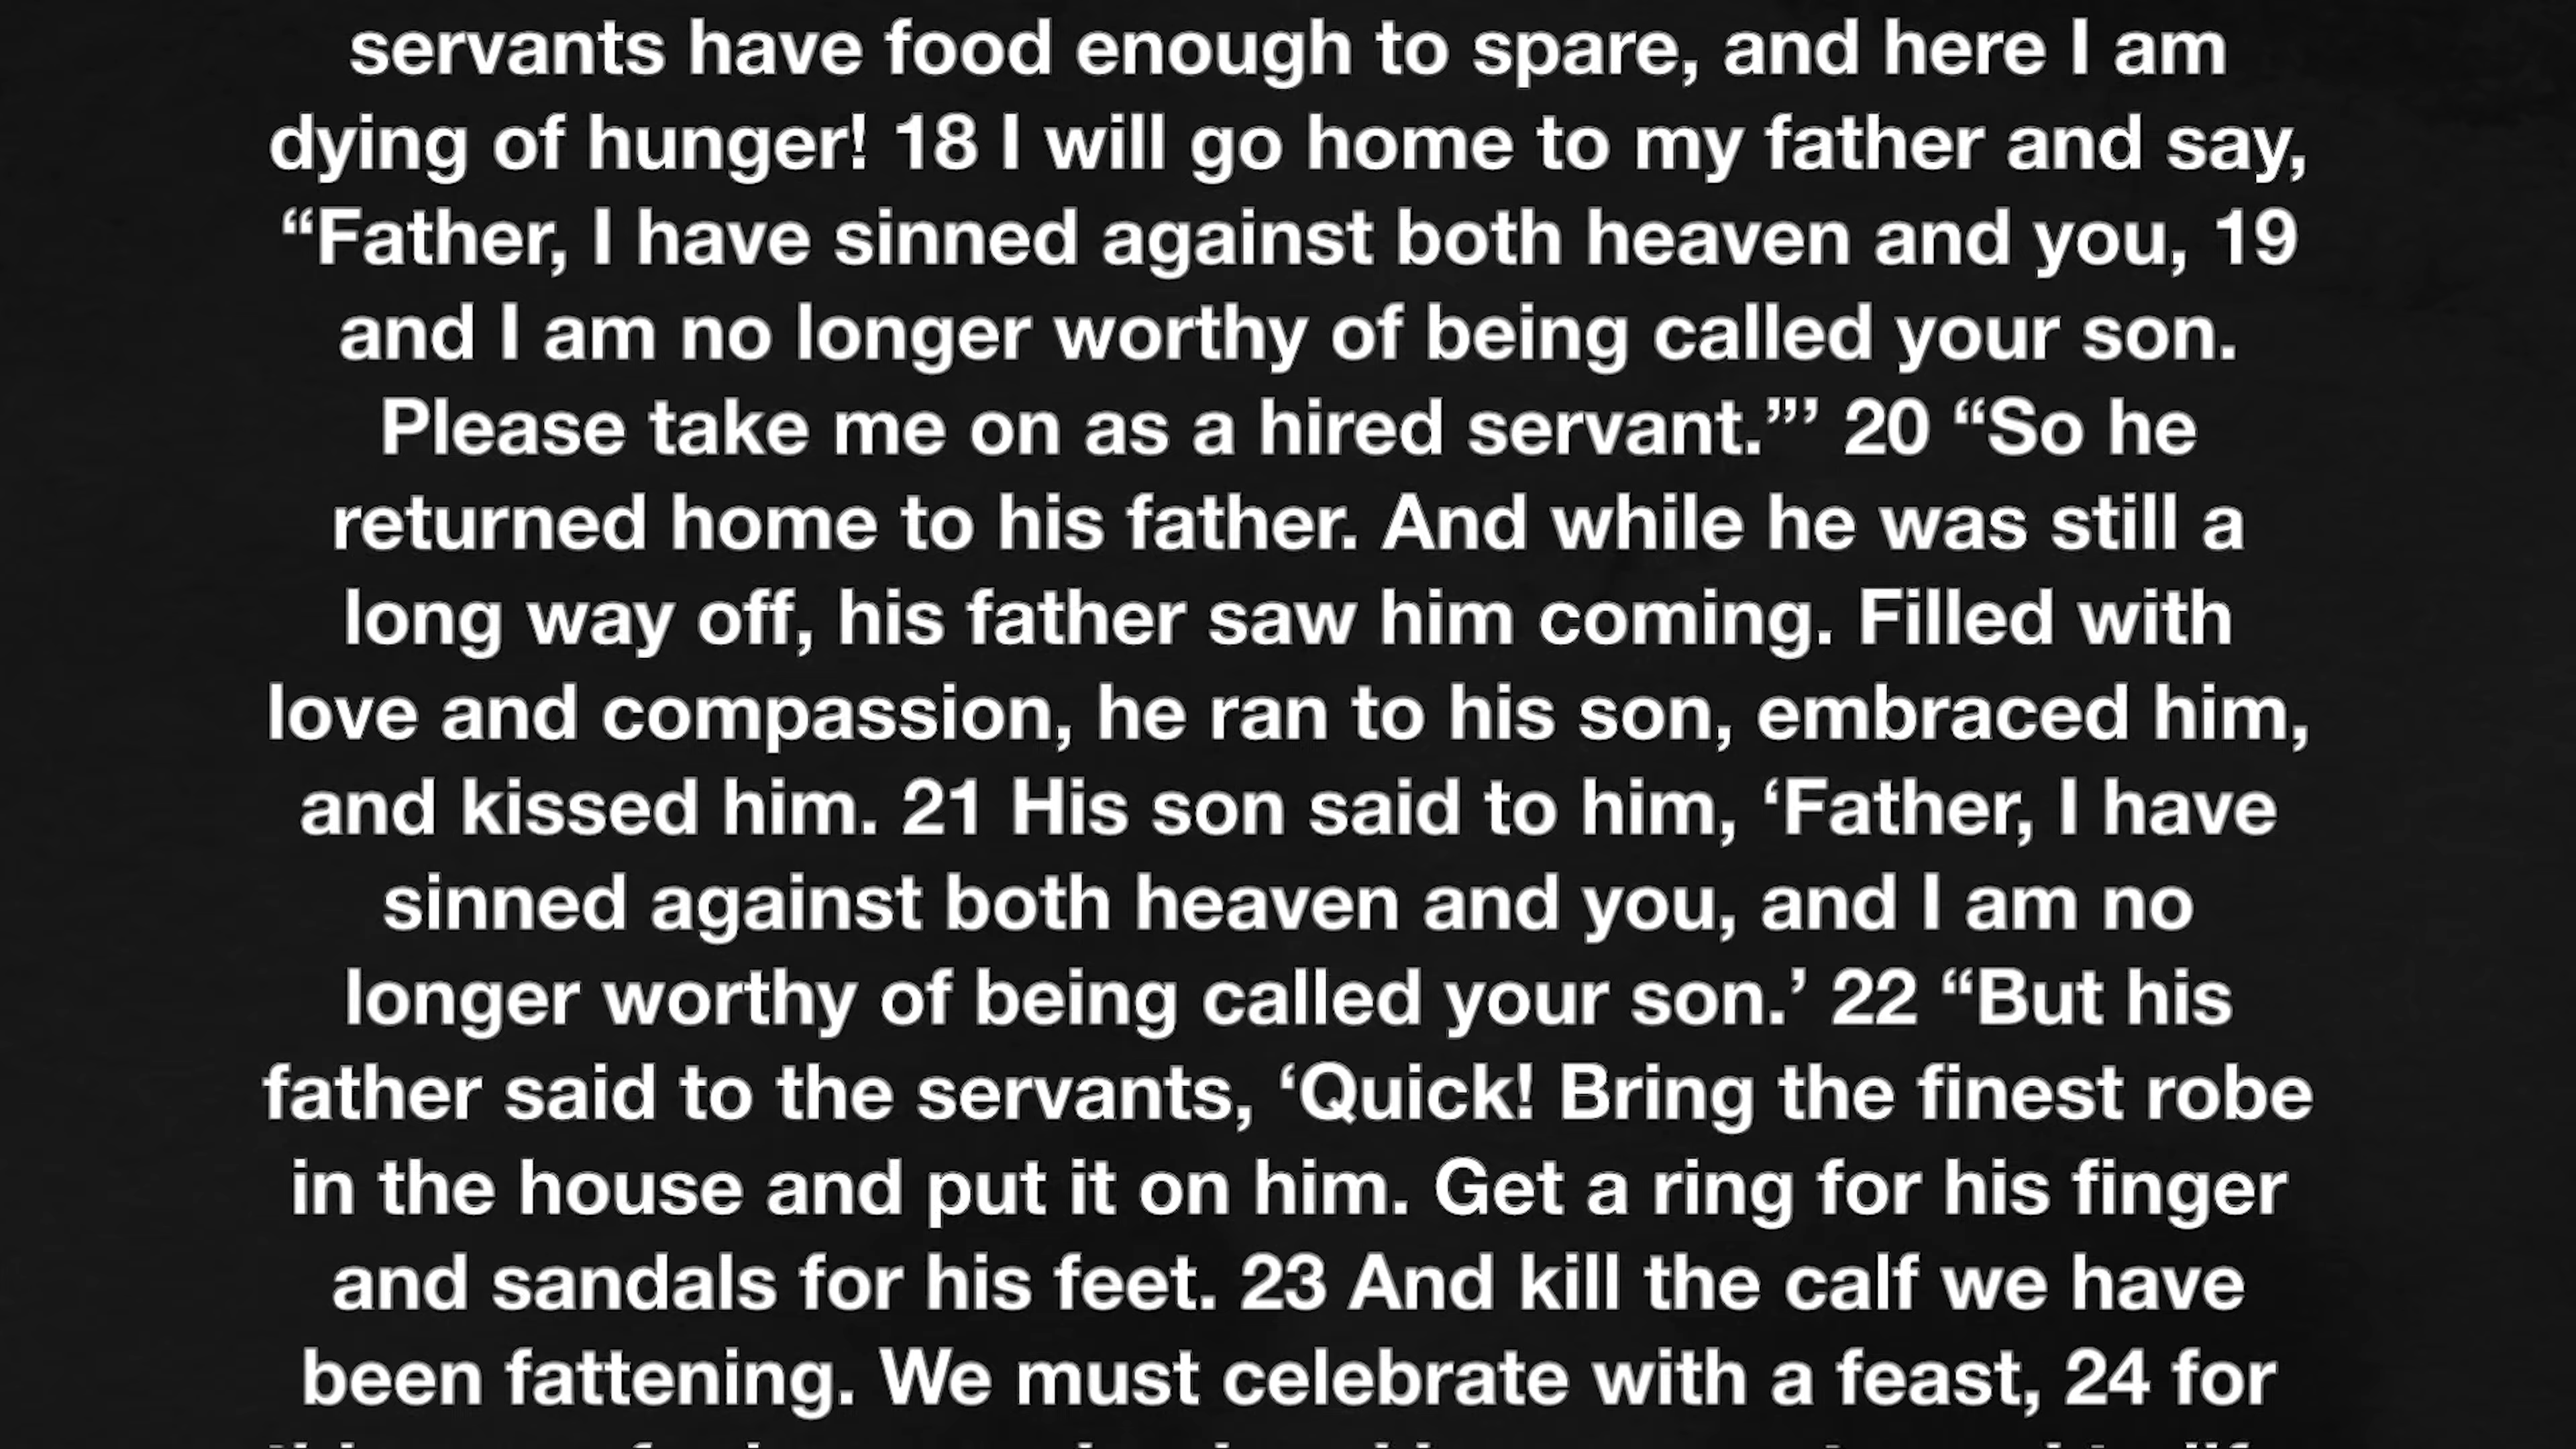 servants have food enough to spare, and here I am
dying of hunger! 18 I will go home to my father and say,
“Father, I have sinned against both heaven and you, 19
and I am no longer worthy of being called your son.
Please take me on as a hired servant.”’ 20 “So he
returned home to his father. And while he was still a
long way off, his father saw him coming. Filled with
love and compassion, he ran to his son, embraced him,
and kissed him. 21 His son said to him, ‘Father, I have
sinned against both heaven and you, and I am no
longer worthy of being called your son.’ 22 “But his
father said to the servants, ‘Quick! Bring the finest robe
in the house and put it on him. Get a ring for his finger
and sandals for his feet. 23 And kill the calf we have
been fattening. We must celebrate with a feast, 24 for